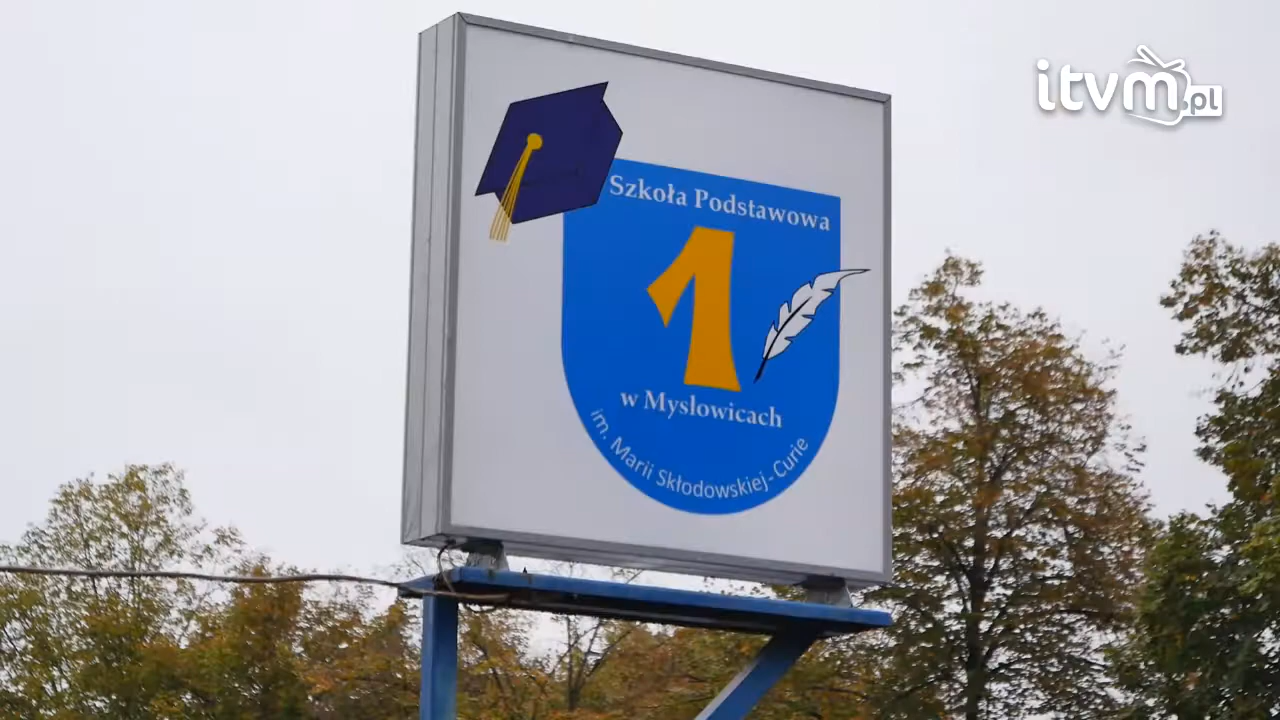 itvm.pl
Szkoła Podstawowa
1
w Mysłowicach
im. Marii Skłodowskiej-Curie